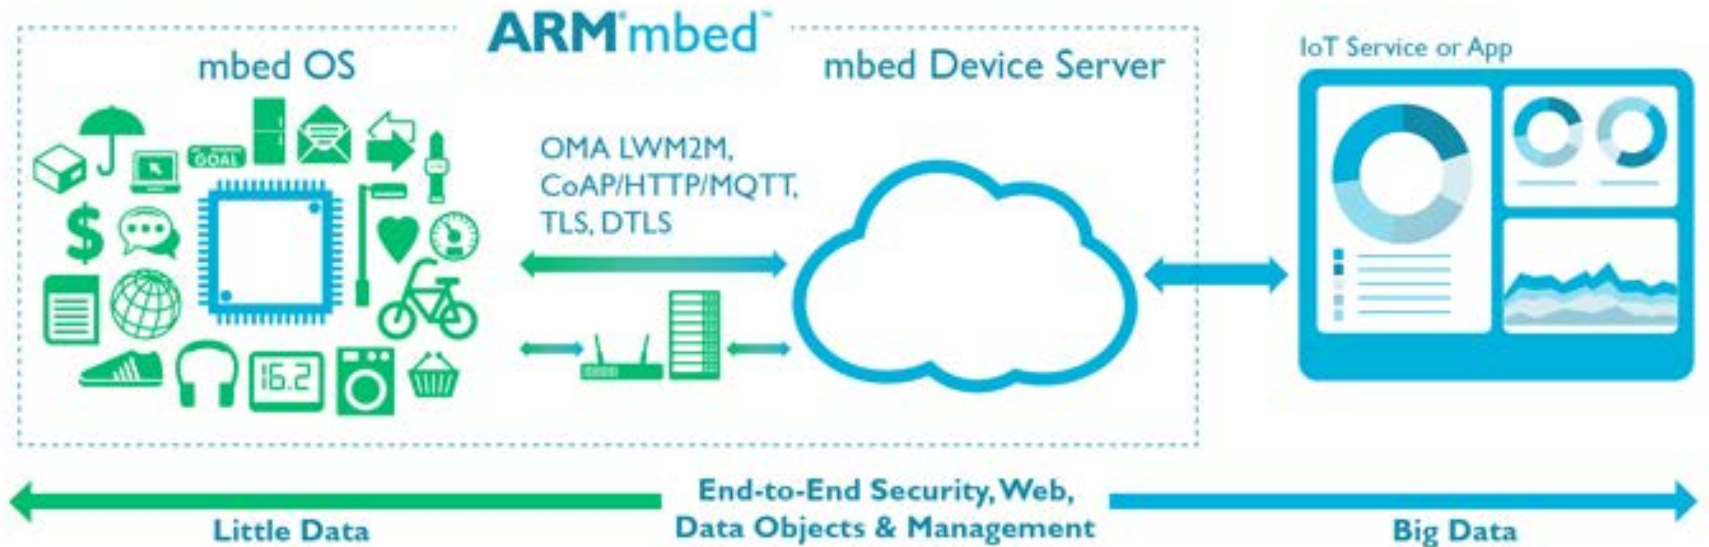 ARM®mbed™
mbed OS
mbed Device Server
IoT Service or App
GOAL
OMA LWM2M,
CoAP/HTTP/MQTT,
TLS, DTLS
$
16.2
End-to-End Security, Web,
Data Objects & Management
Little Data
Big Data